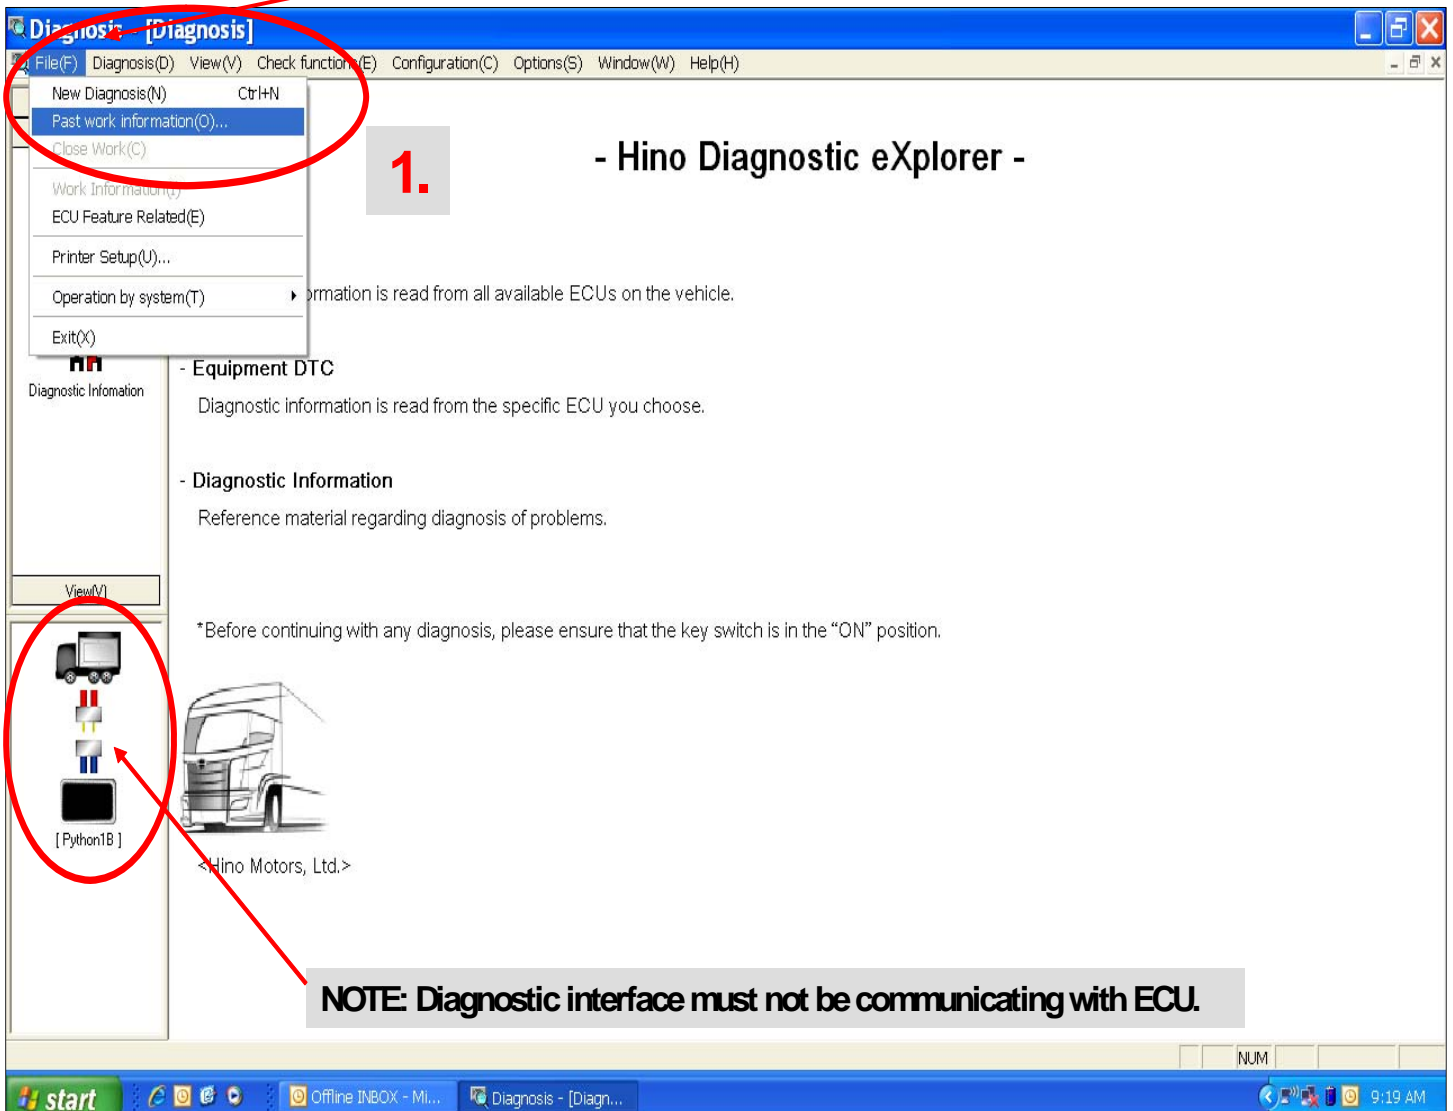 Diagnosis - [Diagnosis]
File(F) Diagnosis(D) View(V) Check functions(E) Configuration(C) Options(S) Window(W) Help(H)
New Diagnosis(N) Ctrl+N
Past work information(O)...
Close Work(C)
Work Information(I)
ECU Feature Related(E)
Printer Setup(U)...
Operation by system(T)
Exit(X)
1.
- Hino Diagnostic eXplorer -
information is read from all available ECUs on the vehicle.
- Equipment DTC
Diagnostic Infomation
Diagnostic information is read from the specific ECU you choose.
- Diagnostic Information
Reference material regarding diagnosis of problems.
View(V)
*Before continuing with any diagnosis, please ensure that the key switch is in the “ON” position.
[ Python1B ]
<Hino Motors, Ltd.>
NOTE: Diagnostic interface must not be communicating with ECU.
NUM
start Offline INBOX - Mi... Diagnosis - [Diagn... 9:19 AM